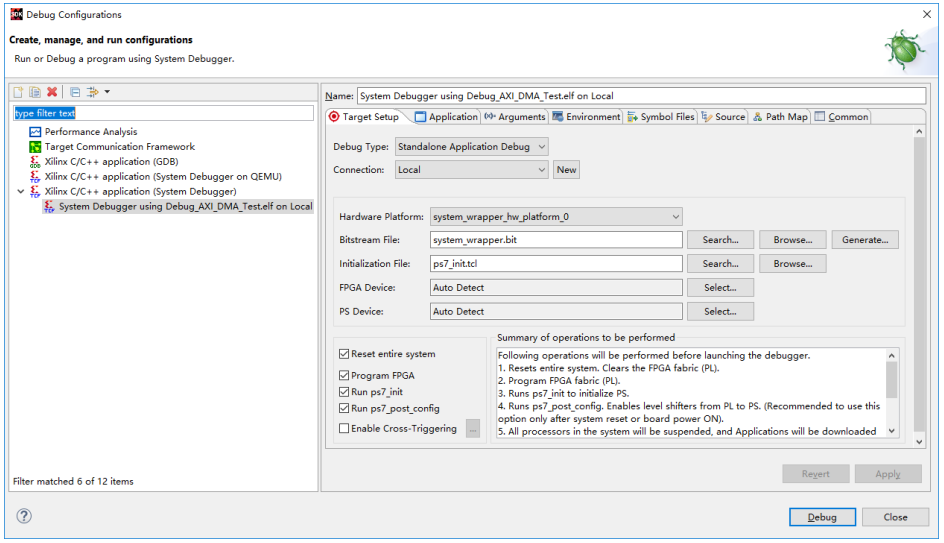 SDK Debug Configurations
Create, manage, and run configurations
Run or Debug a program using System Debugger.
type filter text
Performance Analysis
Target Communication Framework
Xilinx C/C++ application (GDB)
Xilinx C/C++ application (System Debugger on QEMU)
Xilinx C/C++ application (System Debugger)
System Debugger using Debug_AXI_DMA_Test.elf on Local
Filter matched 6 of 12 items
Name: System Debugger using Debug_AXI_DMA_Test.elf on Local
Target Setup Application Arguments Environment Symbol Files Source Path Map Common
Debug Type: Standalone Application Debug
Connection: Local New
Hardware Platform: system_wrapper_hw_platform_0
Bitstream File: system_wrapper.bit Search... Browse... Generate...
Initialization File: ps7_init.tcl Search... Browse...
FPGA Device: Auto Detect Select...
PS Device: Auto Detect Select...
Reset entire system
Program FPGA
Run ps7_init
Run ps7_post_config
Enable Cross-Triggering ...
Summary of operations to be performed
Following operations will be performed before launching the debugger.
1. Resets entire system. Clears the FPGA fabric (PL).
2. Program FPGA fabric (PL).
3. Runs ps7_init to initialize PS.
4. Runs ps7_post_config. Enables level shifters from PL to PS. (Recommended to use this
option only after system reset or board power ON).
5. All processors in the system will be suspended, and Applications will be downloaded
Revert Apply
? Debug Close